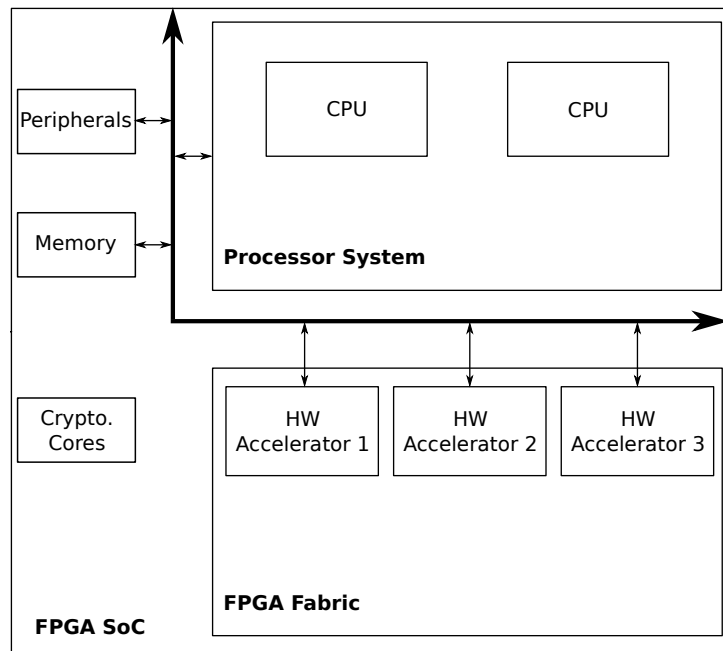 CPU
CPU
Peripherals
Memory
Processor System
Crypto.
Cores
HW
Accelerator 1
HW
Accelerator 2
HW
Accelerator 3
FPGA Fabric
FPGA SoC